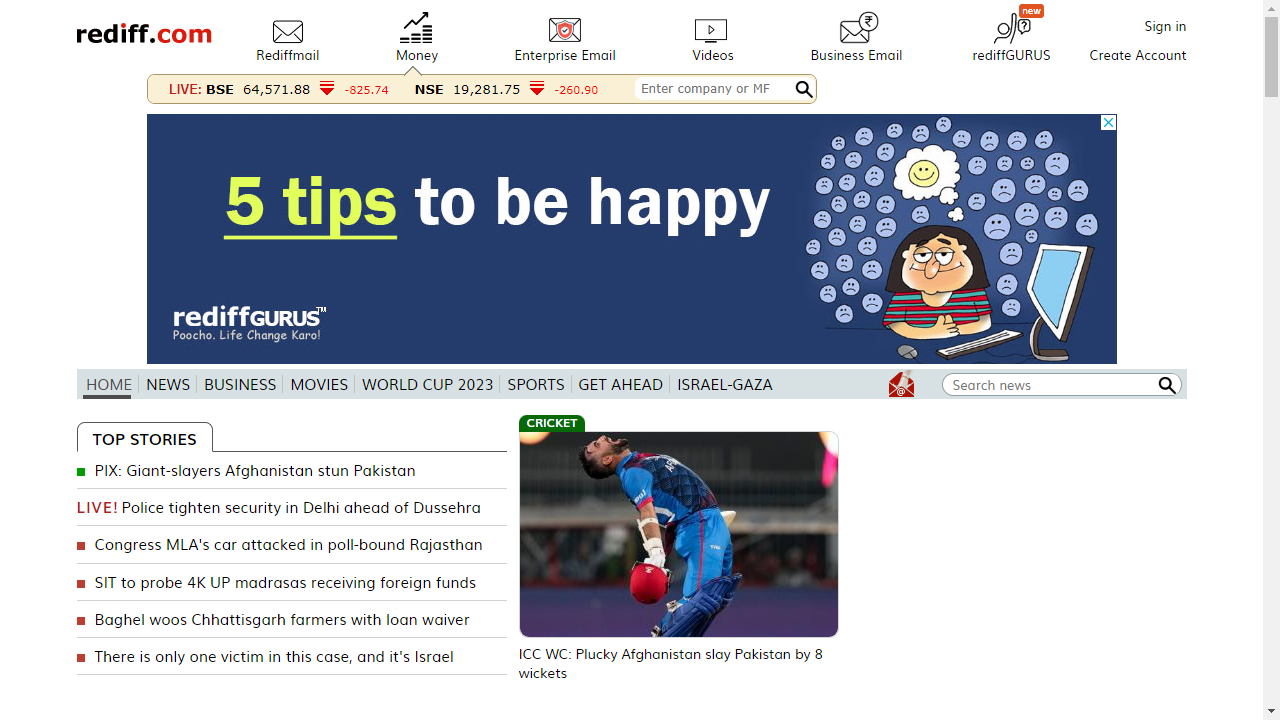 rediff.com
Rediffmail
Money
Enterprise Email
Videos
Business Email
new
rediffGURUS
Sign in
Create Account
LIVE: BSE 64,571.88 -825.74 NSE 19,281.75 -260.90
Enter company or MF
5 tips to be happy
rediffGURUS™
Poocho. Life Change Karo!
HOME NEWS BUSINESS MOVIES WORLD CUP 2023 SPORTS GET AHEAD ISRAEL-GAZA
Search news
TOP STORIES
PIX: Giant-slayers Afghanistan stun Pakistan
LIVE! Police tighten security in Delhi ahead of Dussehra
Congress MLA's car attacked in poll-bound Rajasthan
SIT to probe 4K UP madrasas receiving foreign funds
Baghel woos Chhattisgarh farmers with loan waiver
There is only one victim in this case, and it's Israel
CRICKET
ICC WC: Plucky Afghanistan slay Pakistan by 8
wickets